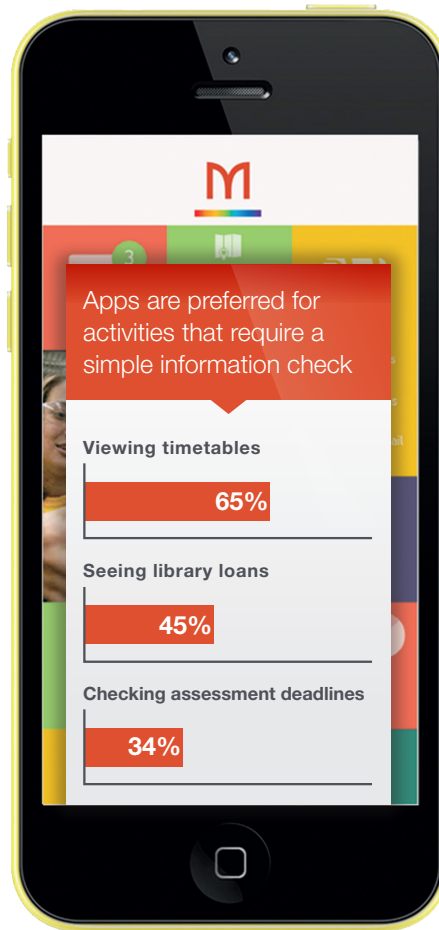 M
3
Apps are preferred for
activities that require a
simple information check
Viewing timetables
65%
Seeing library loans
45%
Checking assessment deadlines
34%